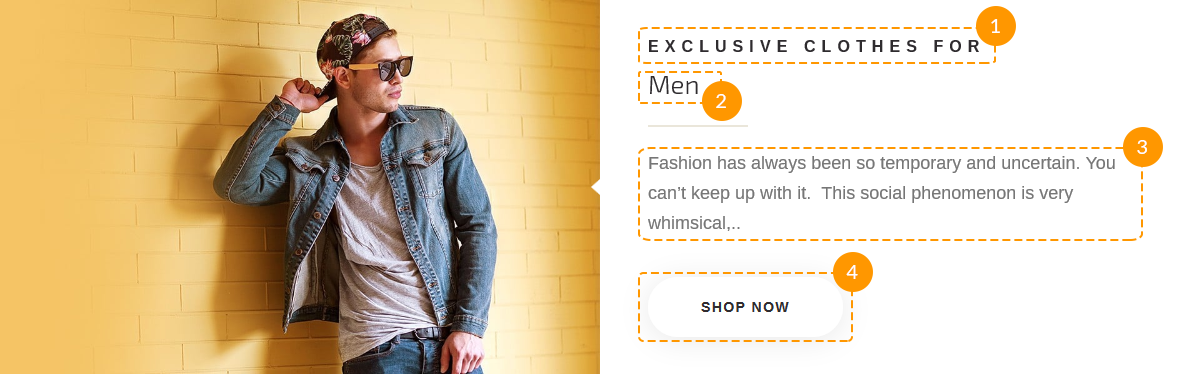 EXCLUSIVE CLOTHES FOR
1
Men
2
Fashion has always been so temporary and uncertain. You
3
can't keep up with it.  This social phenomenon is very
whimsical,..
4
SHOP NOW